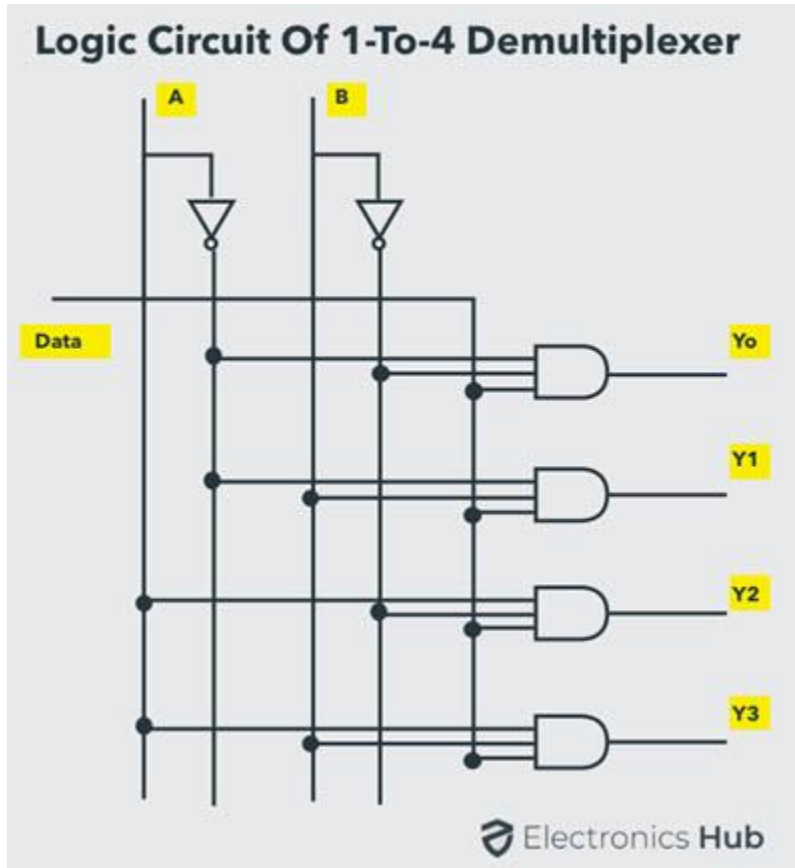 Logic Circuit Of 1-To-4 Demultiplexer
A
B
Data
Yo
Y1
Y2
Y3
Electronics Hub